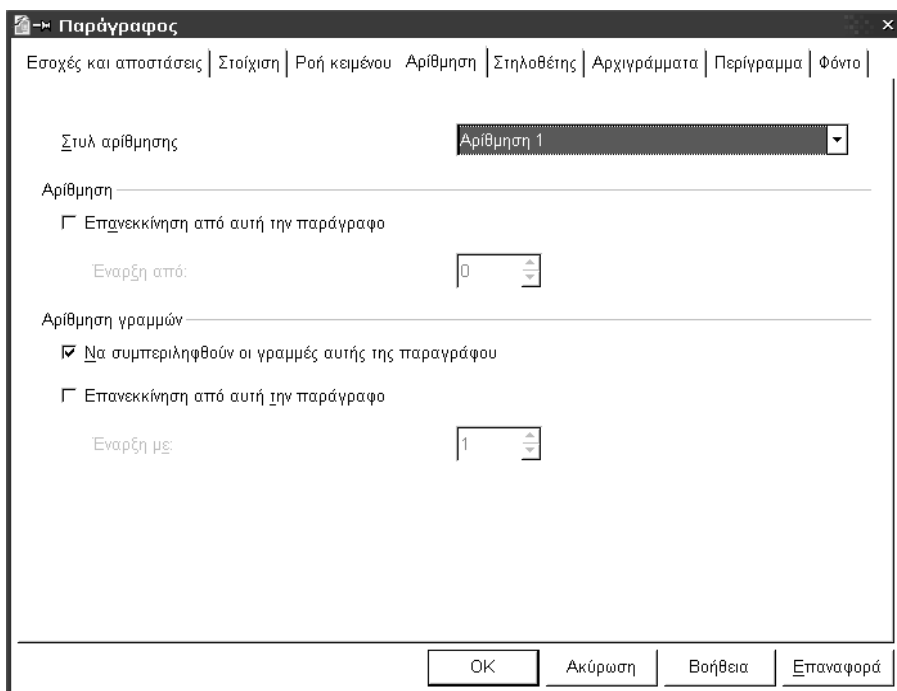 Παράγραφος
Εσοχές και αποστάσεις Στοίχιση Ροή κειμένου Αρίθμηση Στηλοθέτης Αρχιγράμματα Περίγραμμα Φόντο
Στυλ αρίθμησης Αρίθμηση 1
Αρίθμηση
Επανεκκίνηση από αυτή την παράγραφο
Έναρξη από: 0
Αρίθμηση γραμμών
Να συμπεριληφθούν οι γραμμές αυτής της παραγράφου
Επανεκκίνηση από αυτή την παράγραφο
Έναρξη με: 1
OK Ακύρωση Βοήθεια Επαναφορά